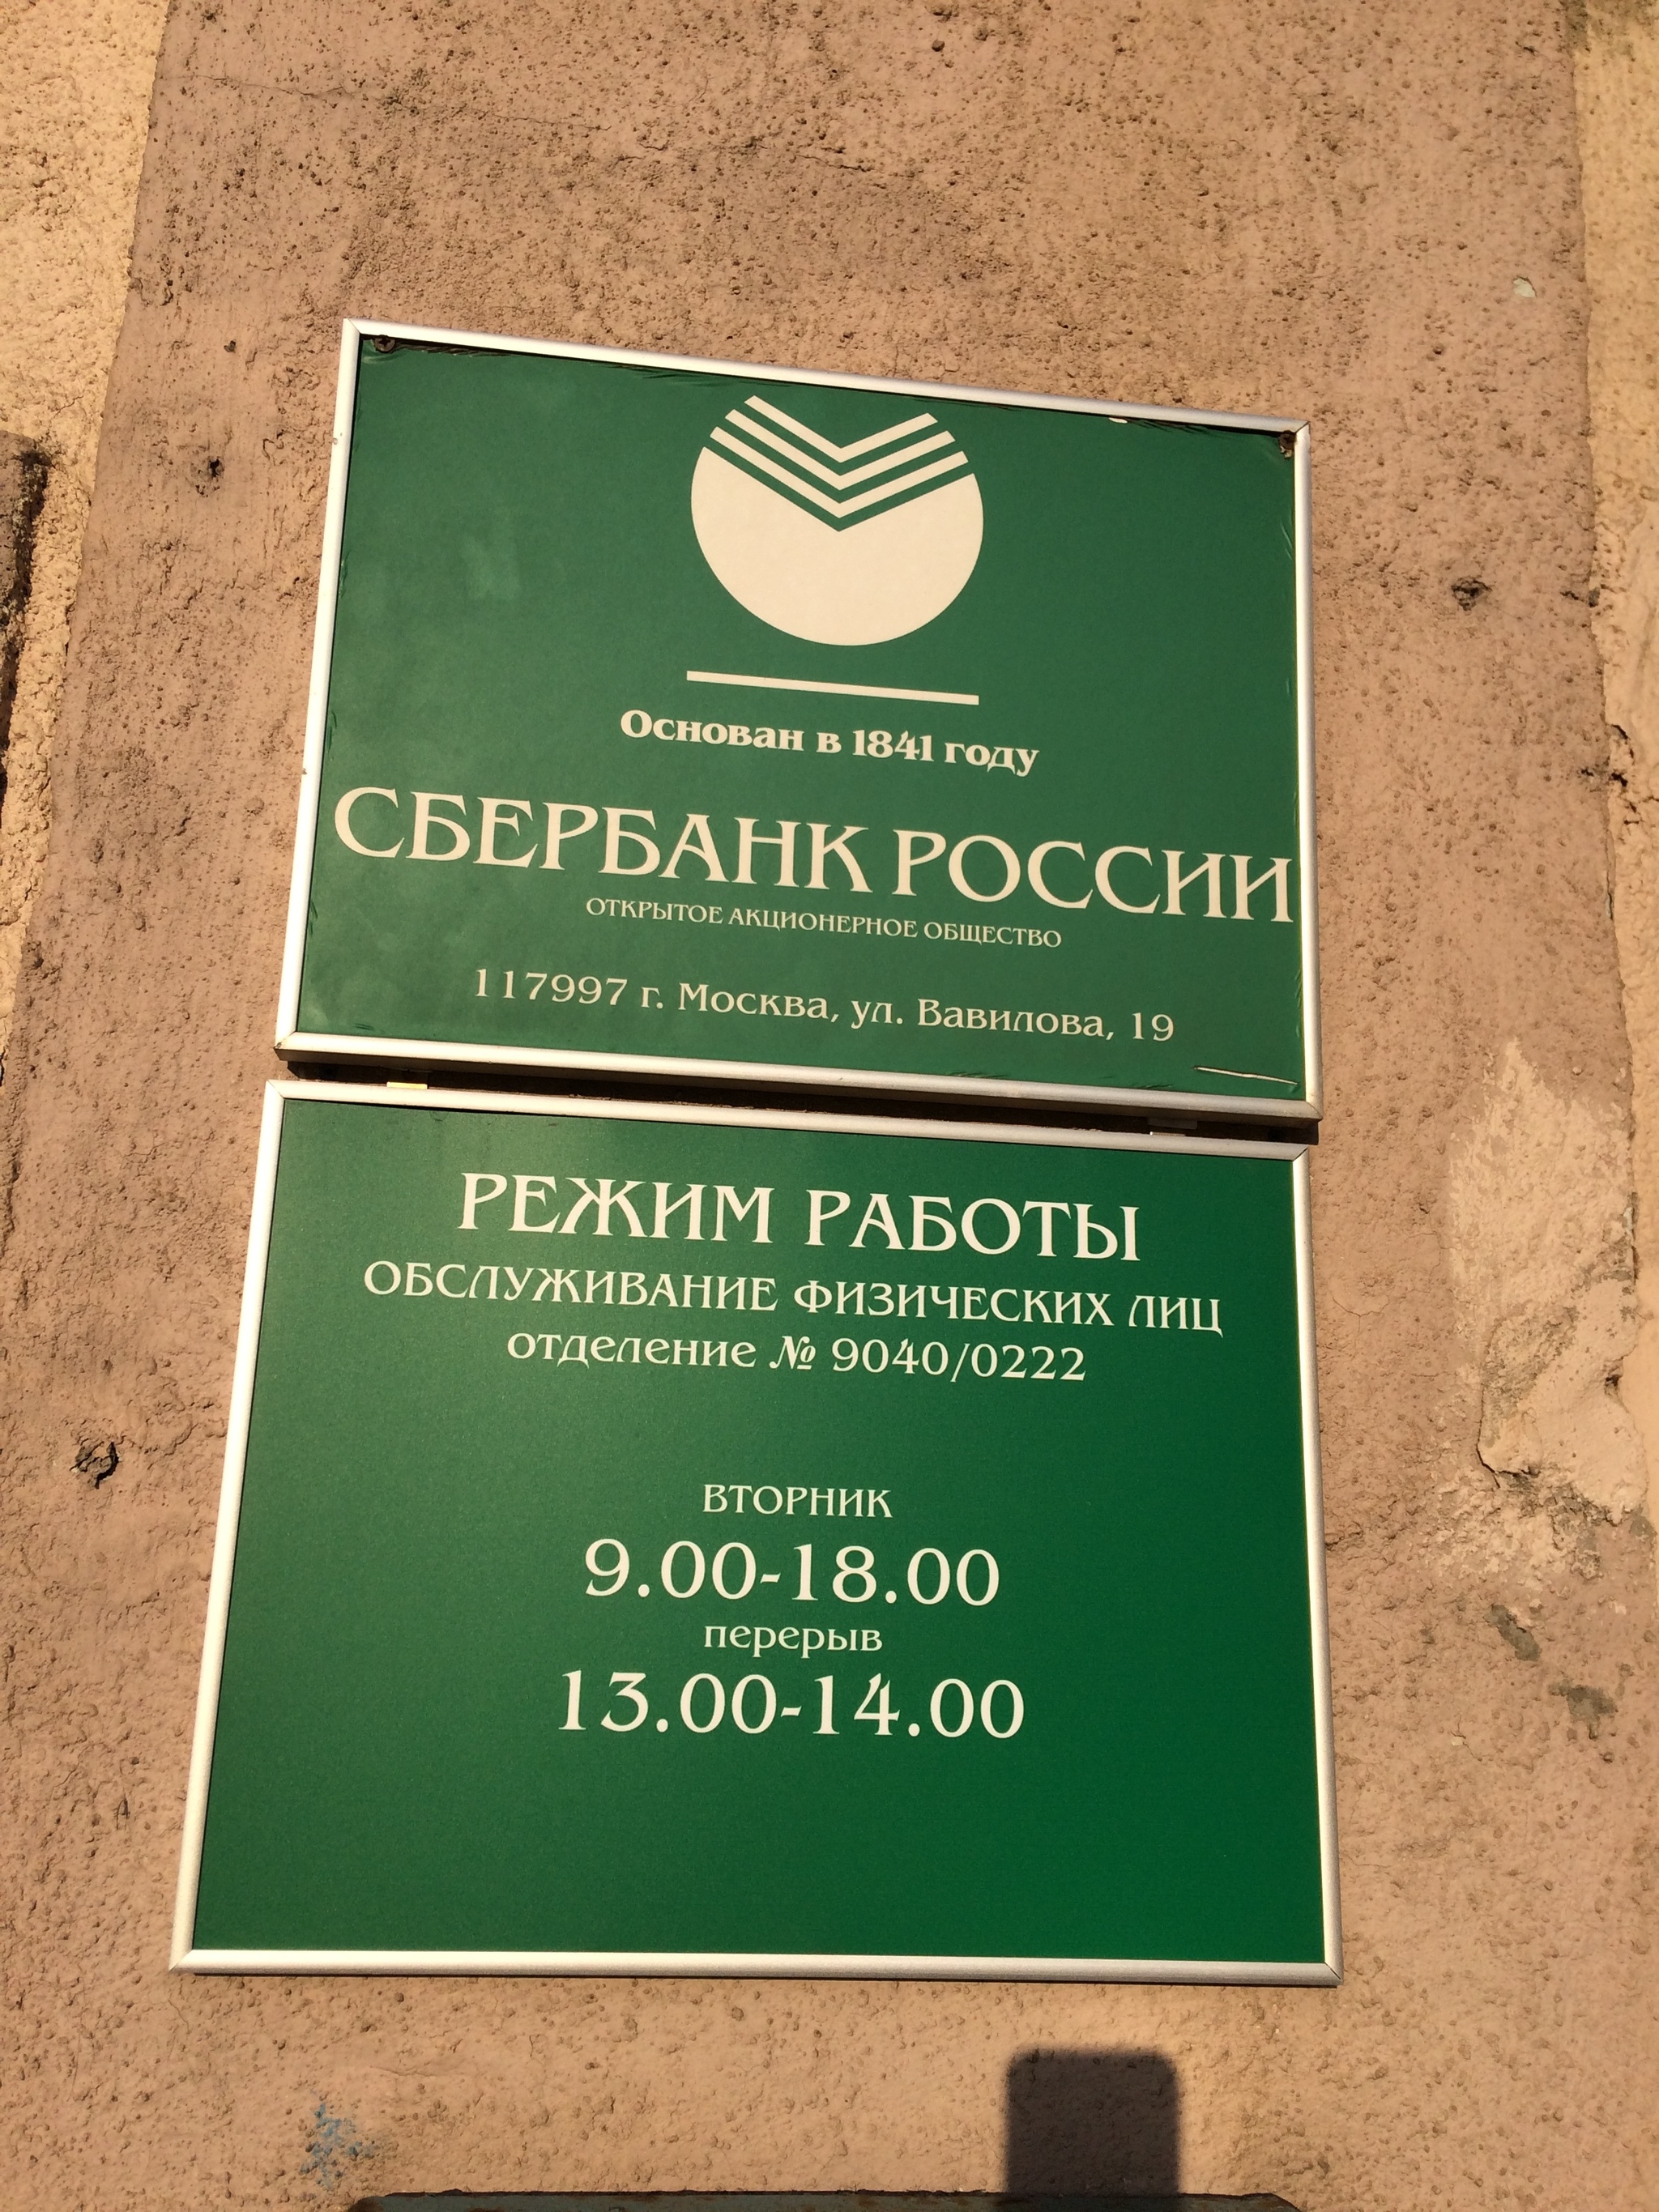 Основан в 1841 году
СБЕРБАНК РОССИИ
ОТКРЫТОЕ АКЦИОНЕРНОЕ ОБЩЕСТВО
117997 г. Москва, ул. Вавилова, 19
РЕЖИМ РАБОТЫ
ОБСЛУЖИВАНИЕ ФИЗИЧЕСКИХ ЛИЦ
отделение № 9040/0222
ВТОРНИК
9.00-18.00
перерыв
13.00-14.00